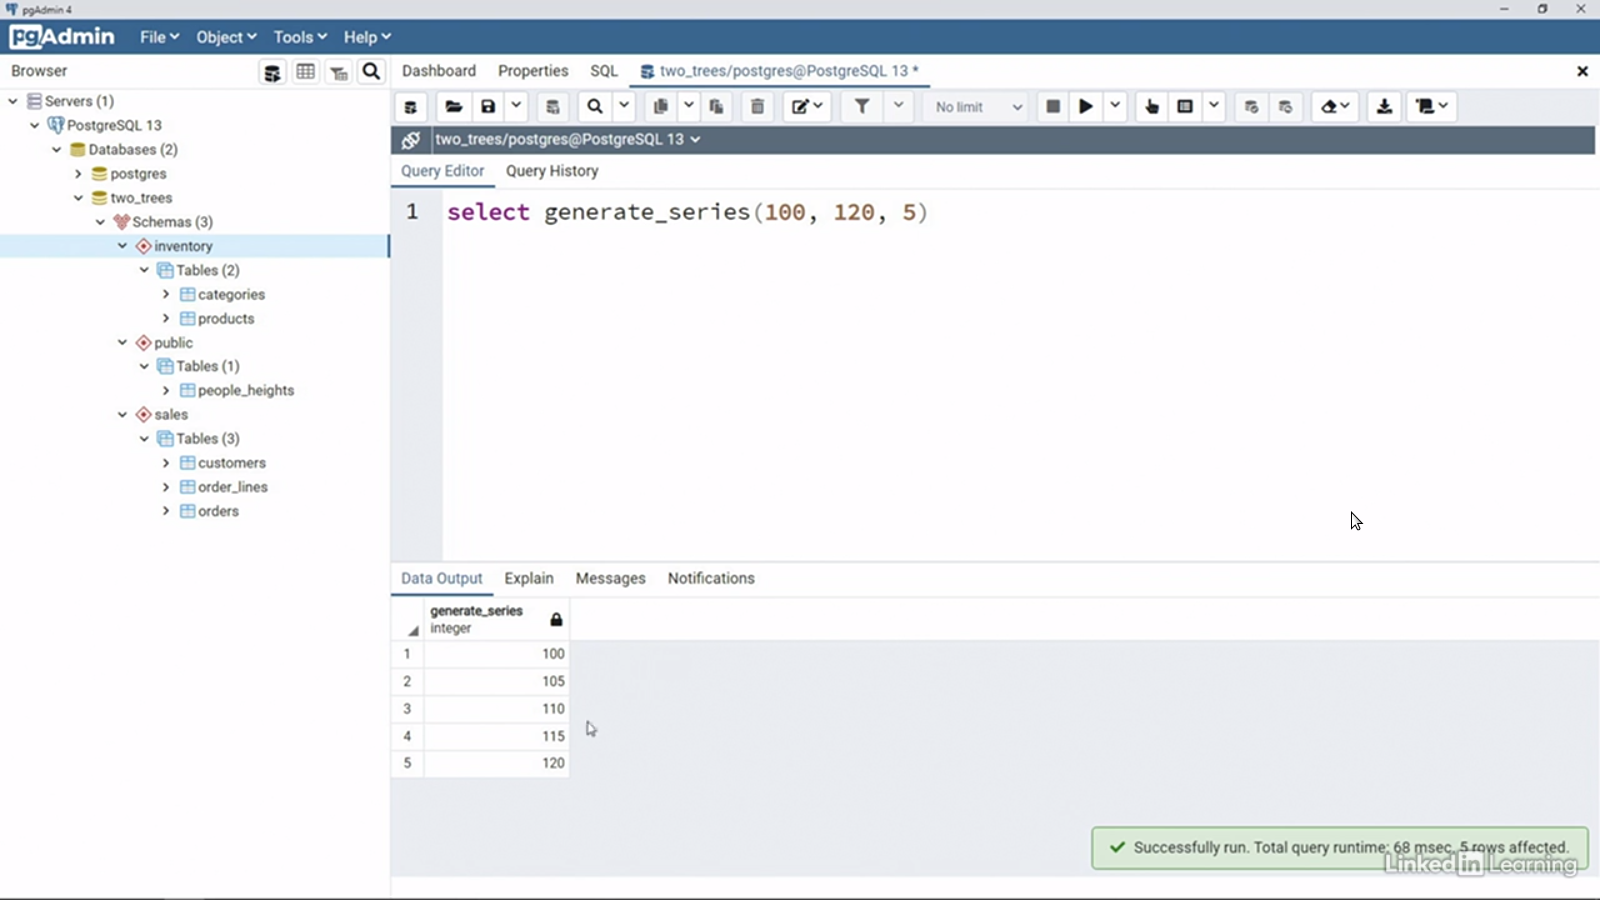 pgAdmin 4
pgAdmin File Object Tools Help
Browser
Dashboard Properties SQL two_trees/postgres@PostgreSQL 13 *
Servers (1)
PostgreSQL 13
Databases (2)
postgres
two_trees
Schemas (3)
inventory
Tables (2)
categories
products
public
Tables (1)
people_heights
sales
Tables (3)
customers
order_lines
orders
No limit
two_trees/postgres@PostgreSQL 13
Query Editor Query History
1 select generate_series(100, 120, 5)
Data Output Explain Messages Notifications
generate_series
integer
1 100
2 105
3 110
4 115
5 120
Successfully run. Total query runtime: 68 msec. 5 rows affected.
Linked in Learning